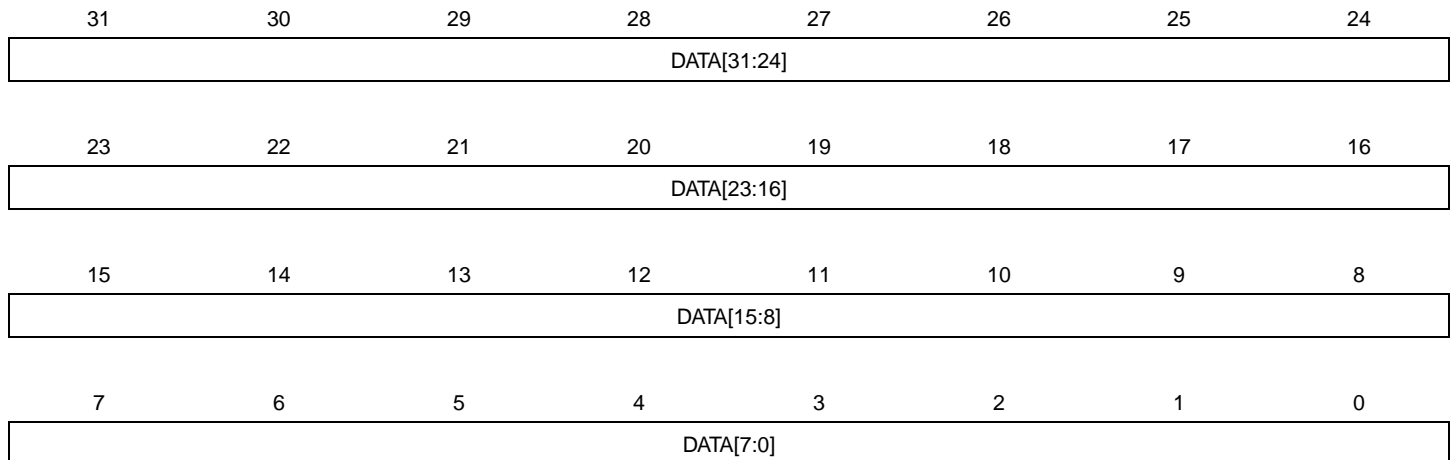 31 30 29 28 27 26 25 24
DATA[31:24]
23 22 21 20 19 18 17 16
DATA[23:16]
15 14 13 12 11 10 9 8
DATA[15:8]
7 6 5 4 3 2 1 0
DATA[7:0]